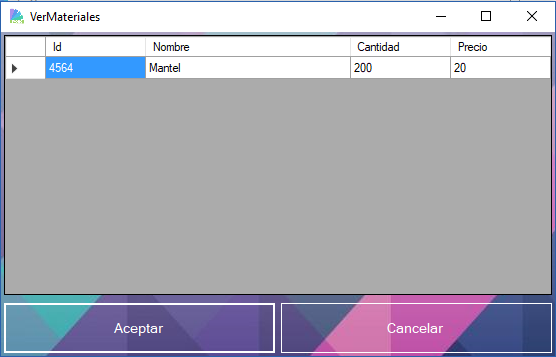 VerMateriales
Id Nombre Cantidad Precio
4564 Mantel 200 20
Aceptar Cancelar